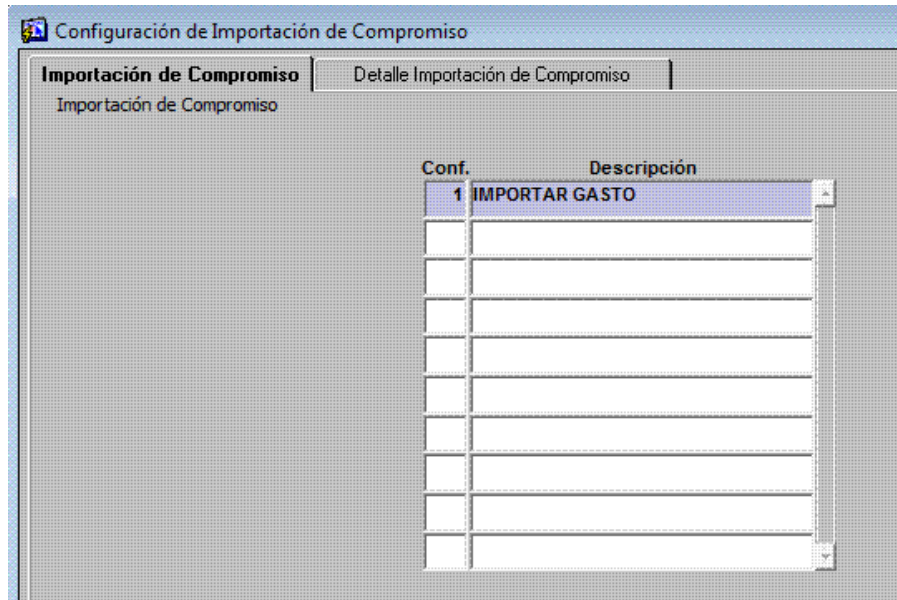 Configuración de Importación de Compromiso
Importación de Compromiso Detalle Importación de Compromiso
Importación de Compromiso
Conf. Descripción
1 IMPORTAR GASTO